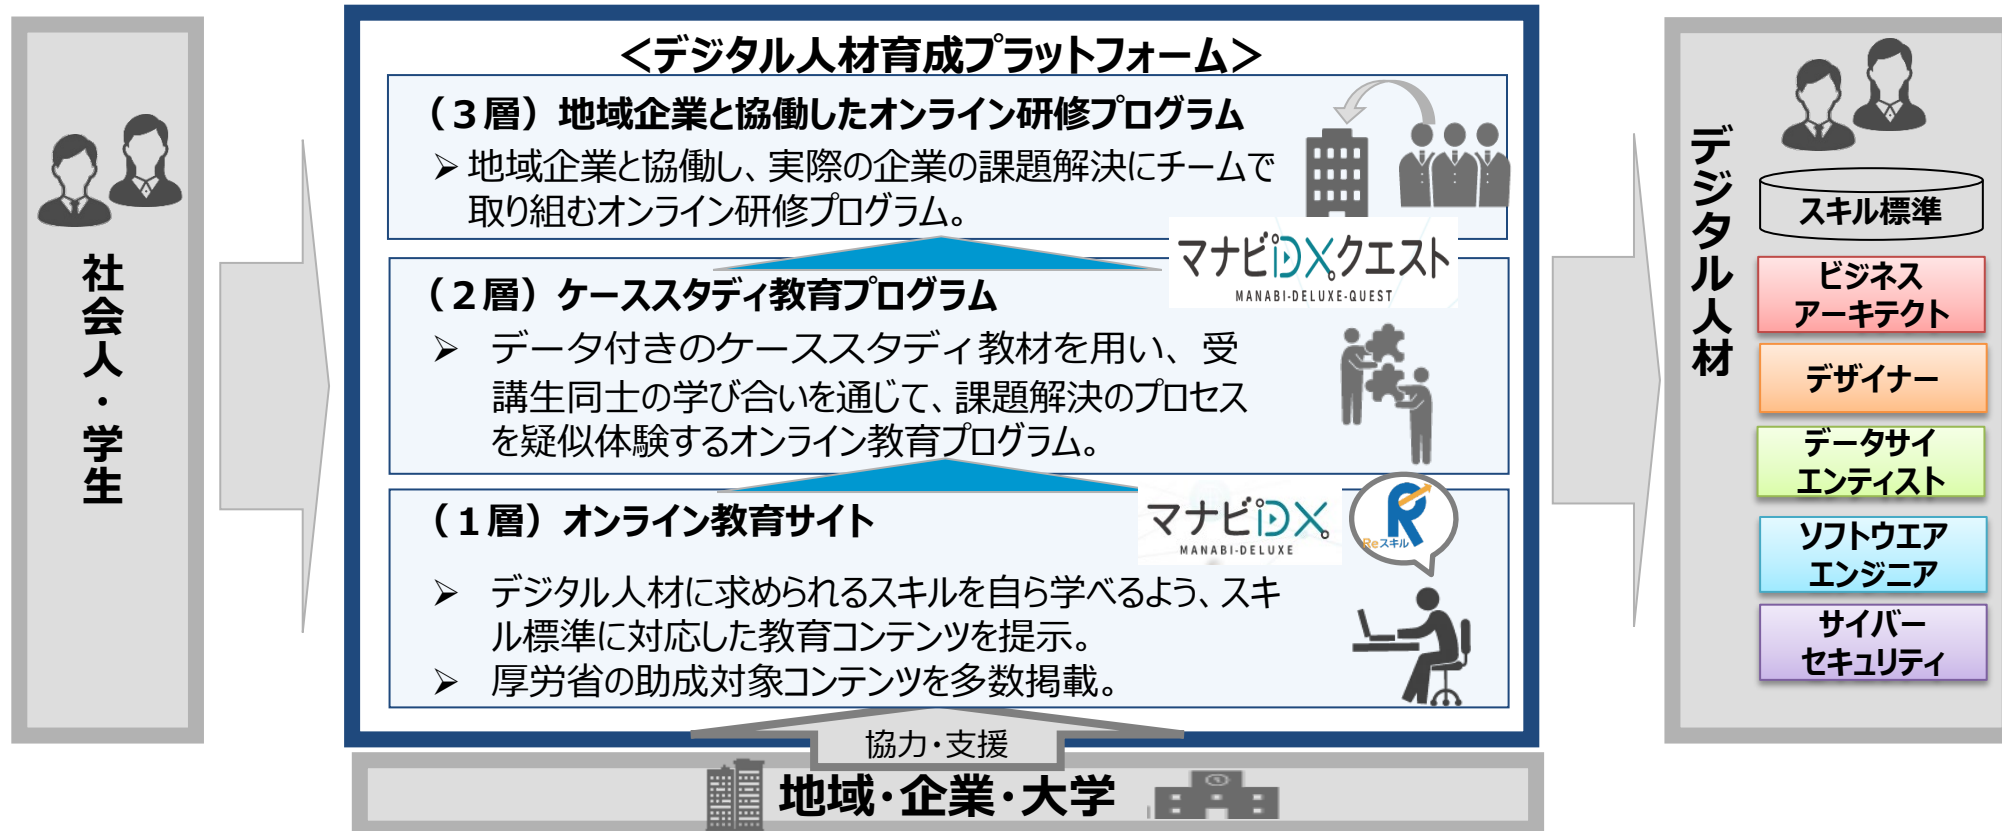 社会人・学生
＜デジタル人材育成プラットフォーム＞
（３層）地域企業と協働したオンライン研修プログラム
➢ 地域企業と協働し、実際の企業の課題解決にチームで
取り組むオンライン研修プログラム。
マナビDXクエスト
MANABI-DELUXE-QUEST
（２層）ケーススタディ教育プログラム
➢ データ付きのケーススタディ教材を用い、受
講生同士の学び合いを通じて、課題解決のプロセス
を疑似体験するオンライン教育プログラム。
（１層）オンライン教育サイト
マナビDX
MANABI-DELUXE
Reスキル
➢ デジタル人材に求められるスキルを自ら学べるよう、スキ
ル標準に対応した教育コンテンツを提示。
➢ 厚労省の助成対象コンテンツを多数掲載。
協力・支援
地域・企業・大学
デジタル人材
スキル標準
ビジネス
アーキテクト
デザイナー
データサイ
エンティスト
ソフトウエア
エンジニア
サイバー
セキュリティ